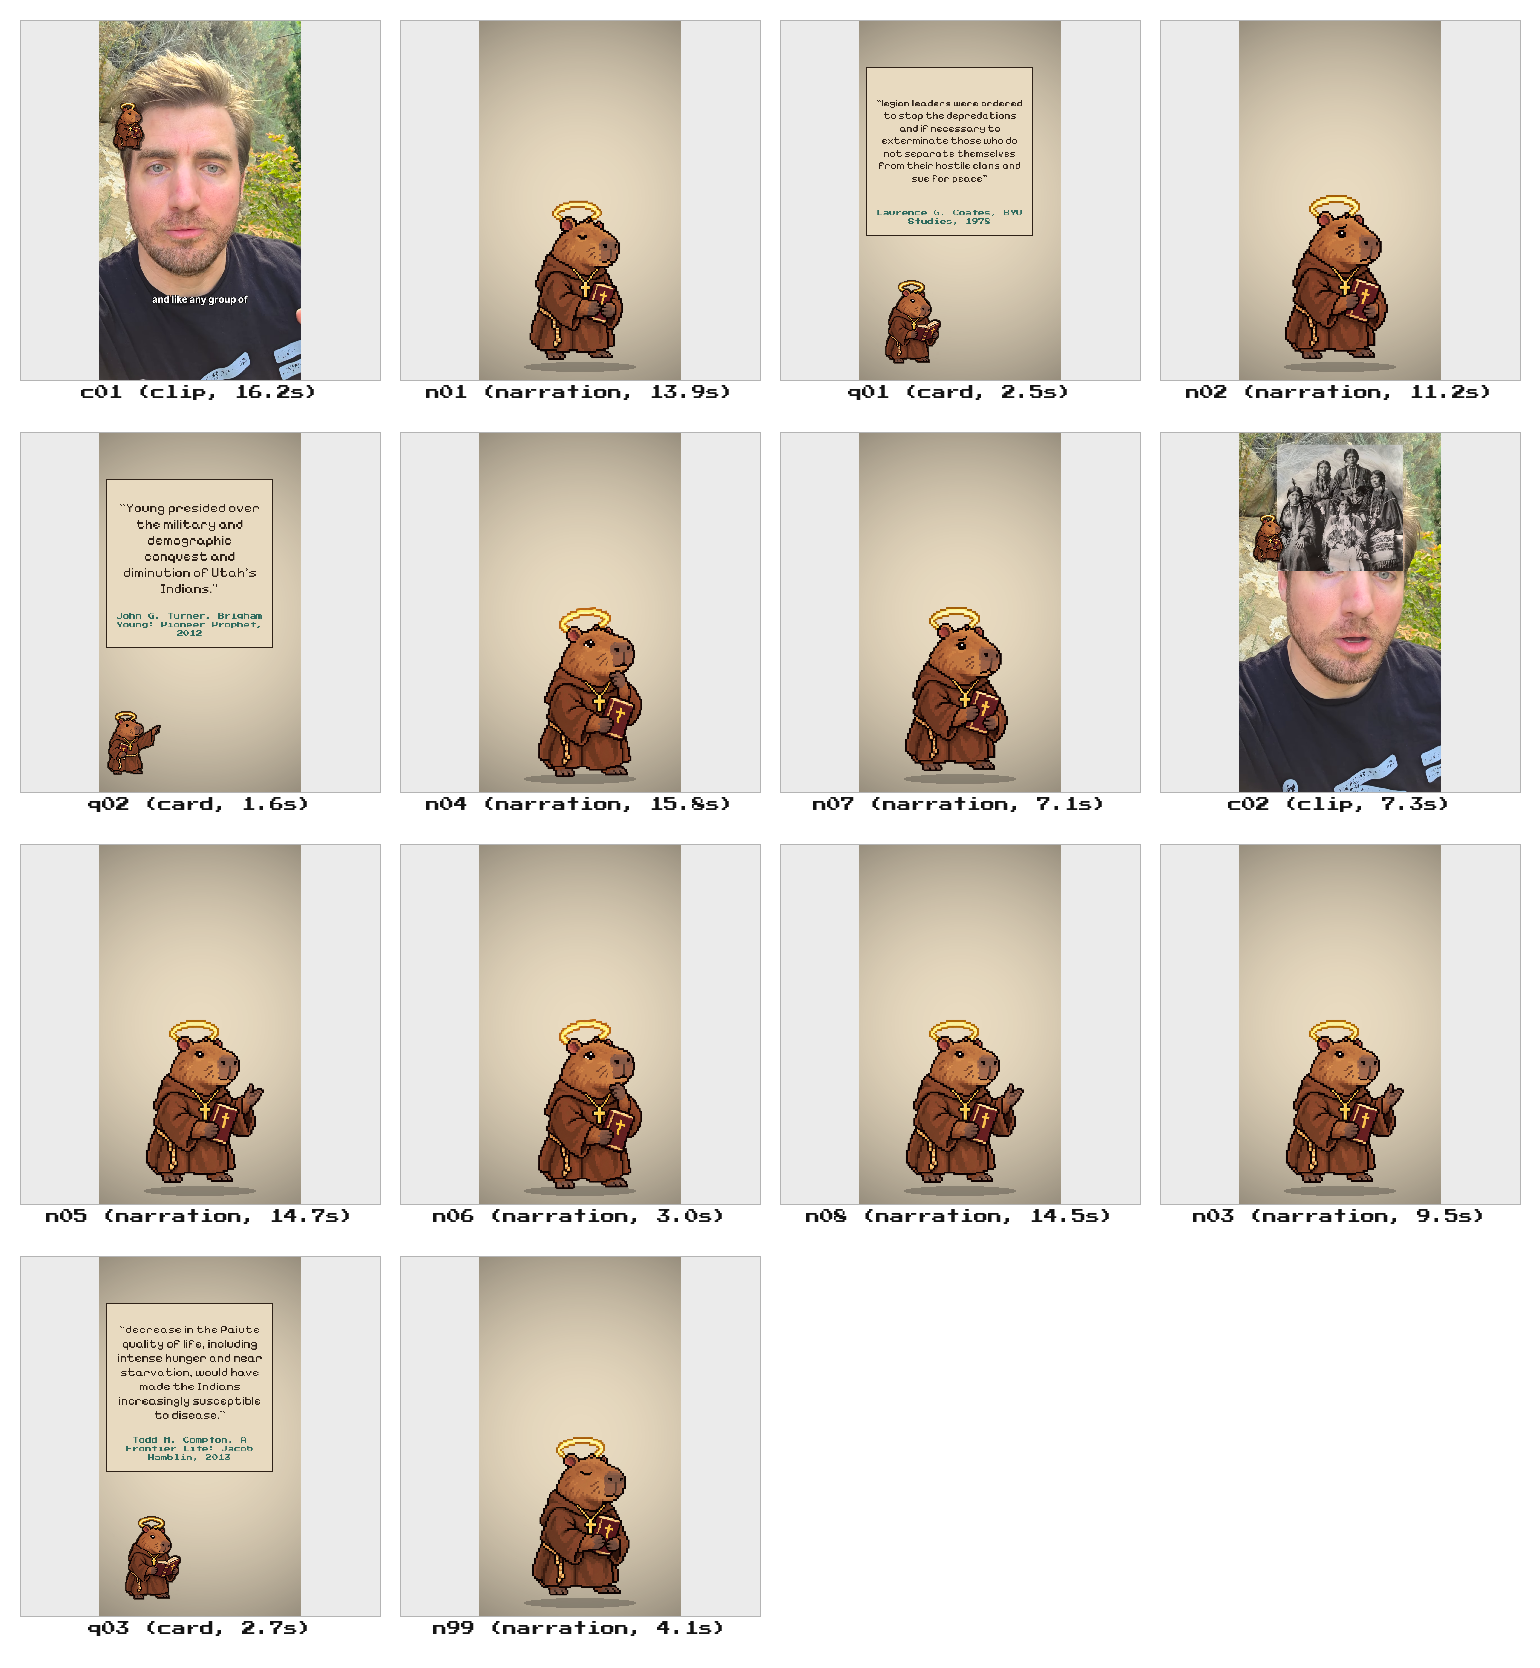 and like any group of
c01 (clip, 16.2s)
n01 (narration, 13.9s)
"legion leaders were ordered
to stop the depredations
and if necessary to
exterminate those who do
not separate themselves
from their hostile clans and
sue for peace"
Lawrence G. Coates, BYU
Studies, 1978
q01 (card, 2.5s)
n02 (narration, 11.2s)
"Young presided over
the military and
demographic
conquest and
diminution of Utah's
Indians."
John G. Turner, Brigham
Young: Pioneer Prophet,
2012
q02 (card, 1.6s)
n04 (narration, 15.8s)
n07 (narration, 7.1s)
c02 (clip, 7.3s)
n05 (narration, 14.7s)
n06 (narration, 3.0s)
n08 (narration, 14.5s)
n03 (narration, 9.5s)
"decrease in the Paiute
quality of life, including
intense hunger and near
starvation, would have
made the Indians
increasingly susceptible
to disease."
Todd M. Compton, A
Frontier Life: Jacob
Hamblin, 2013
q03 (card, 2.7s)
n99 (narration, 4.1s)